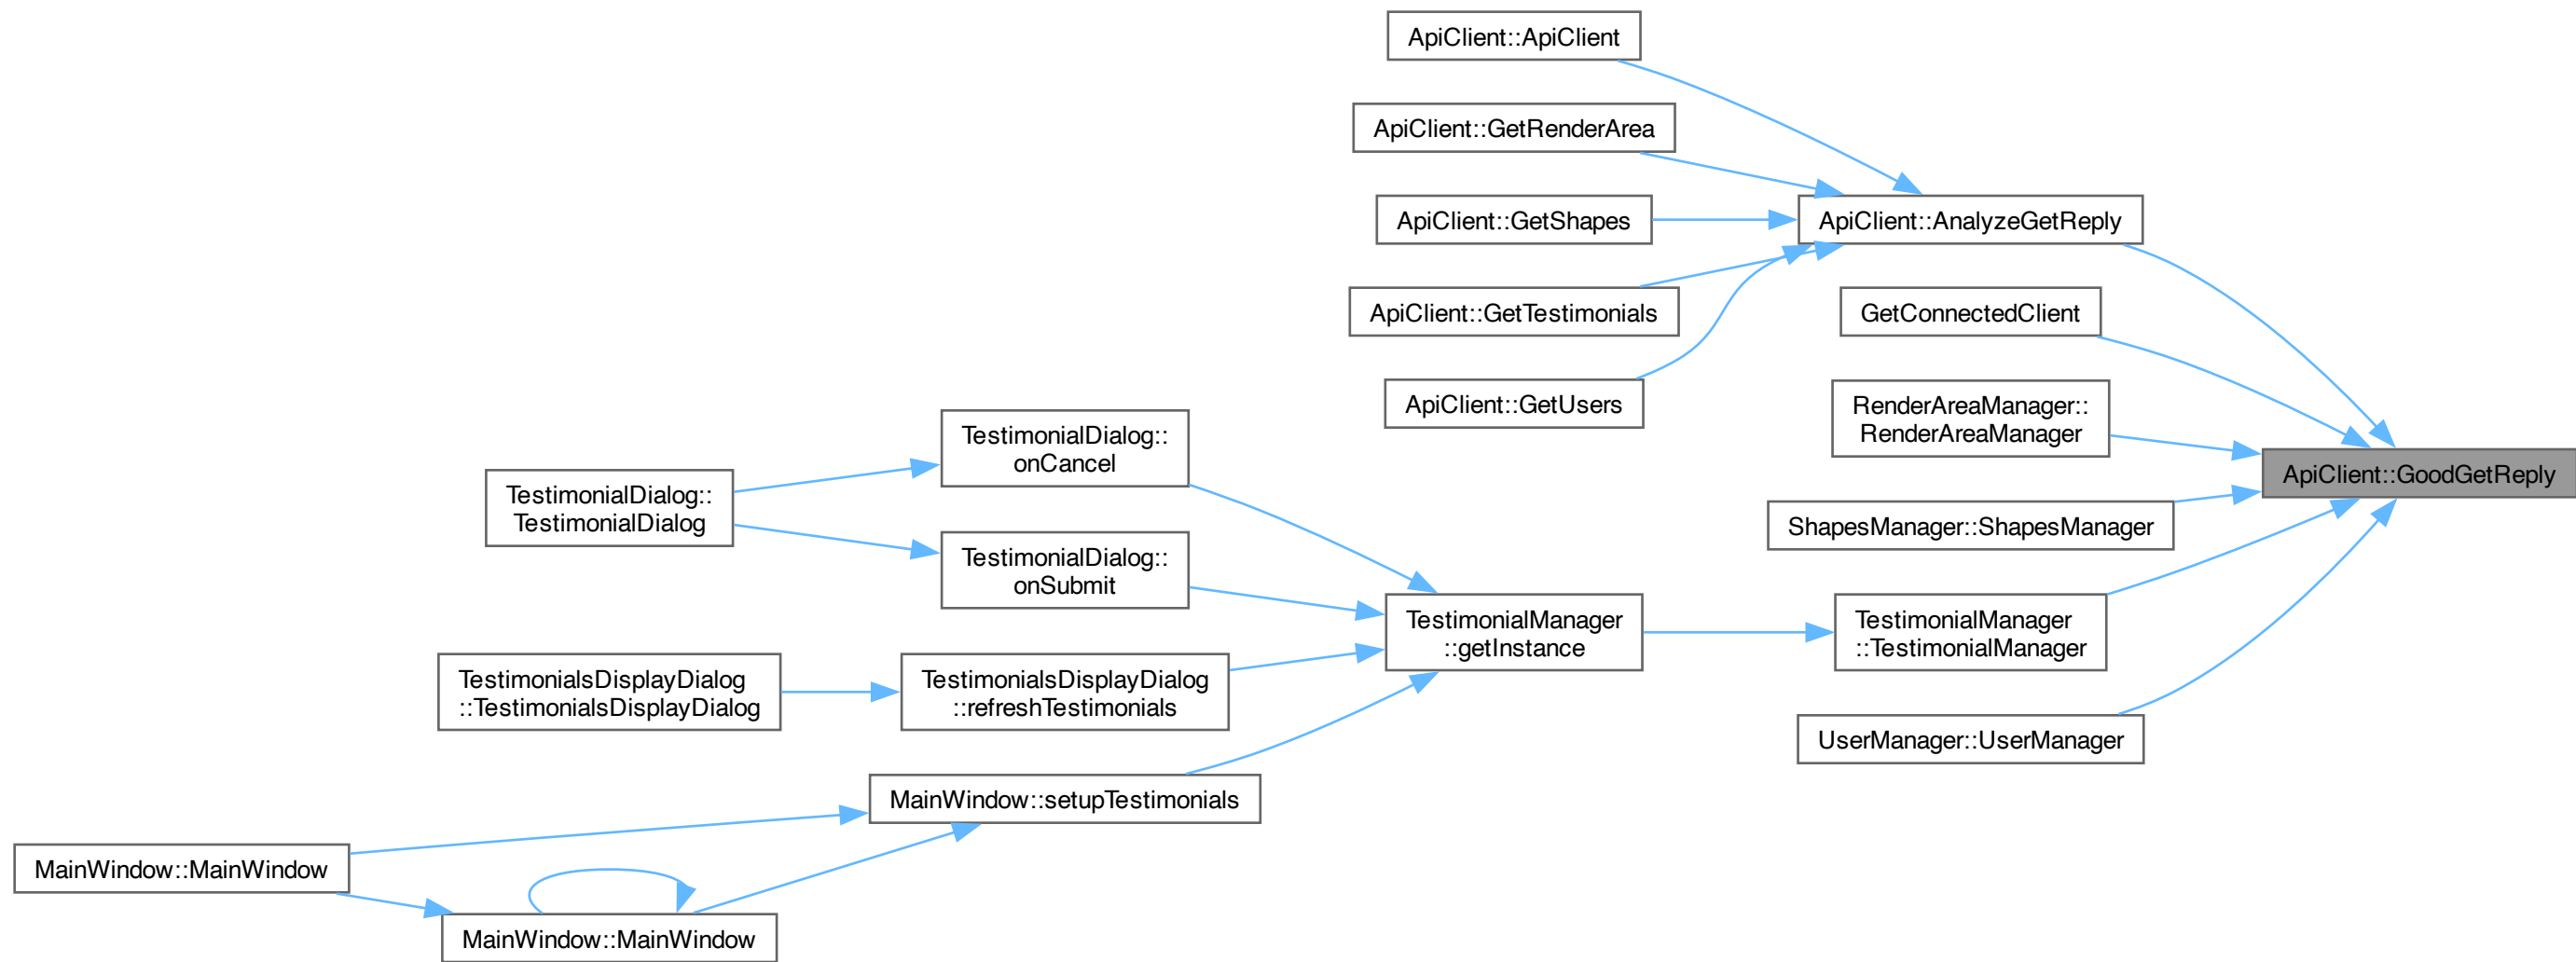 ApiClient::ApiClient
ApiClient::GetRenderArea
ApiClient::GetShapes
ApiClient::AnalyzeGetReply
ApiClient::GetTestimonials
GetConnectedClient
ApiClient::GetUsers
RenderAreaManager::
RenderAreaManager
TestimonialDialog::
onCancel
TestimonialDialog::
TestimonialDialog
ApiClient::GoodGetReply
ShapesManager::ShapesManager
TestimonialDialog::
onSubmit
TestimonialManager
::getInstance
TestimonialManager
::TestimonialManager
TestimonialsDisplayDialog
::TestimonialsDisplayDialog
TestimonialsDisplayDialog
::refreshTestimonials
UserManager::UserManager
MainWindow::setupTestimonials
MainWindow::MainWindow
MainWindow::MainWindow